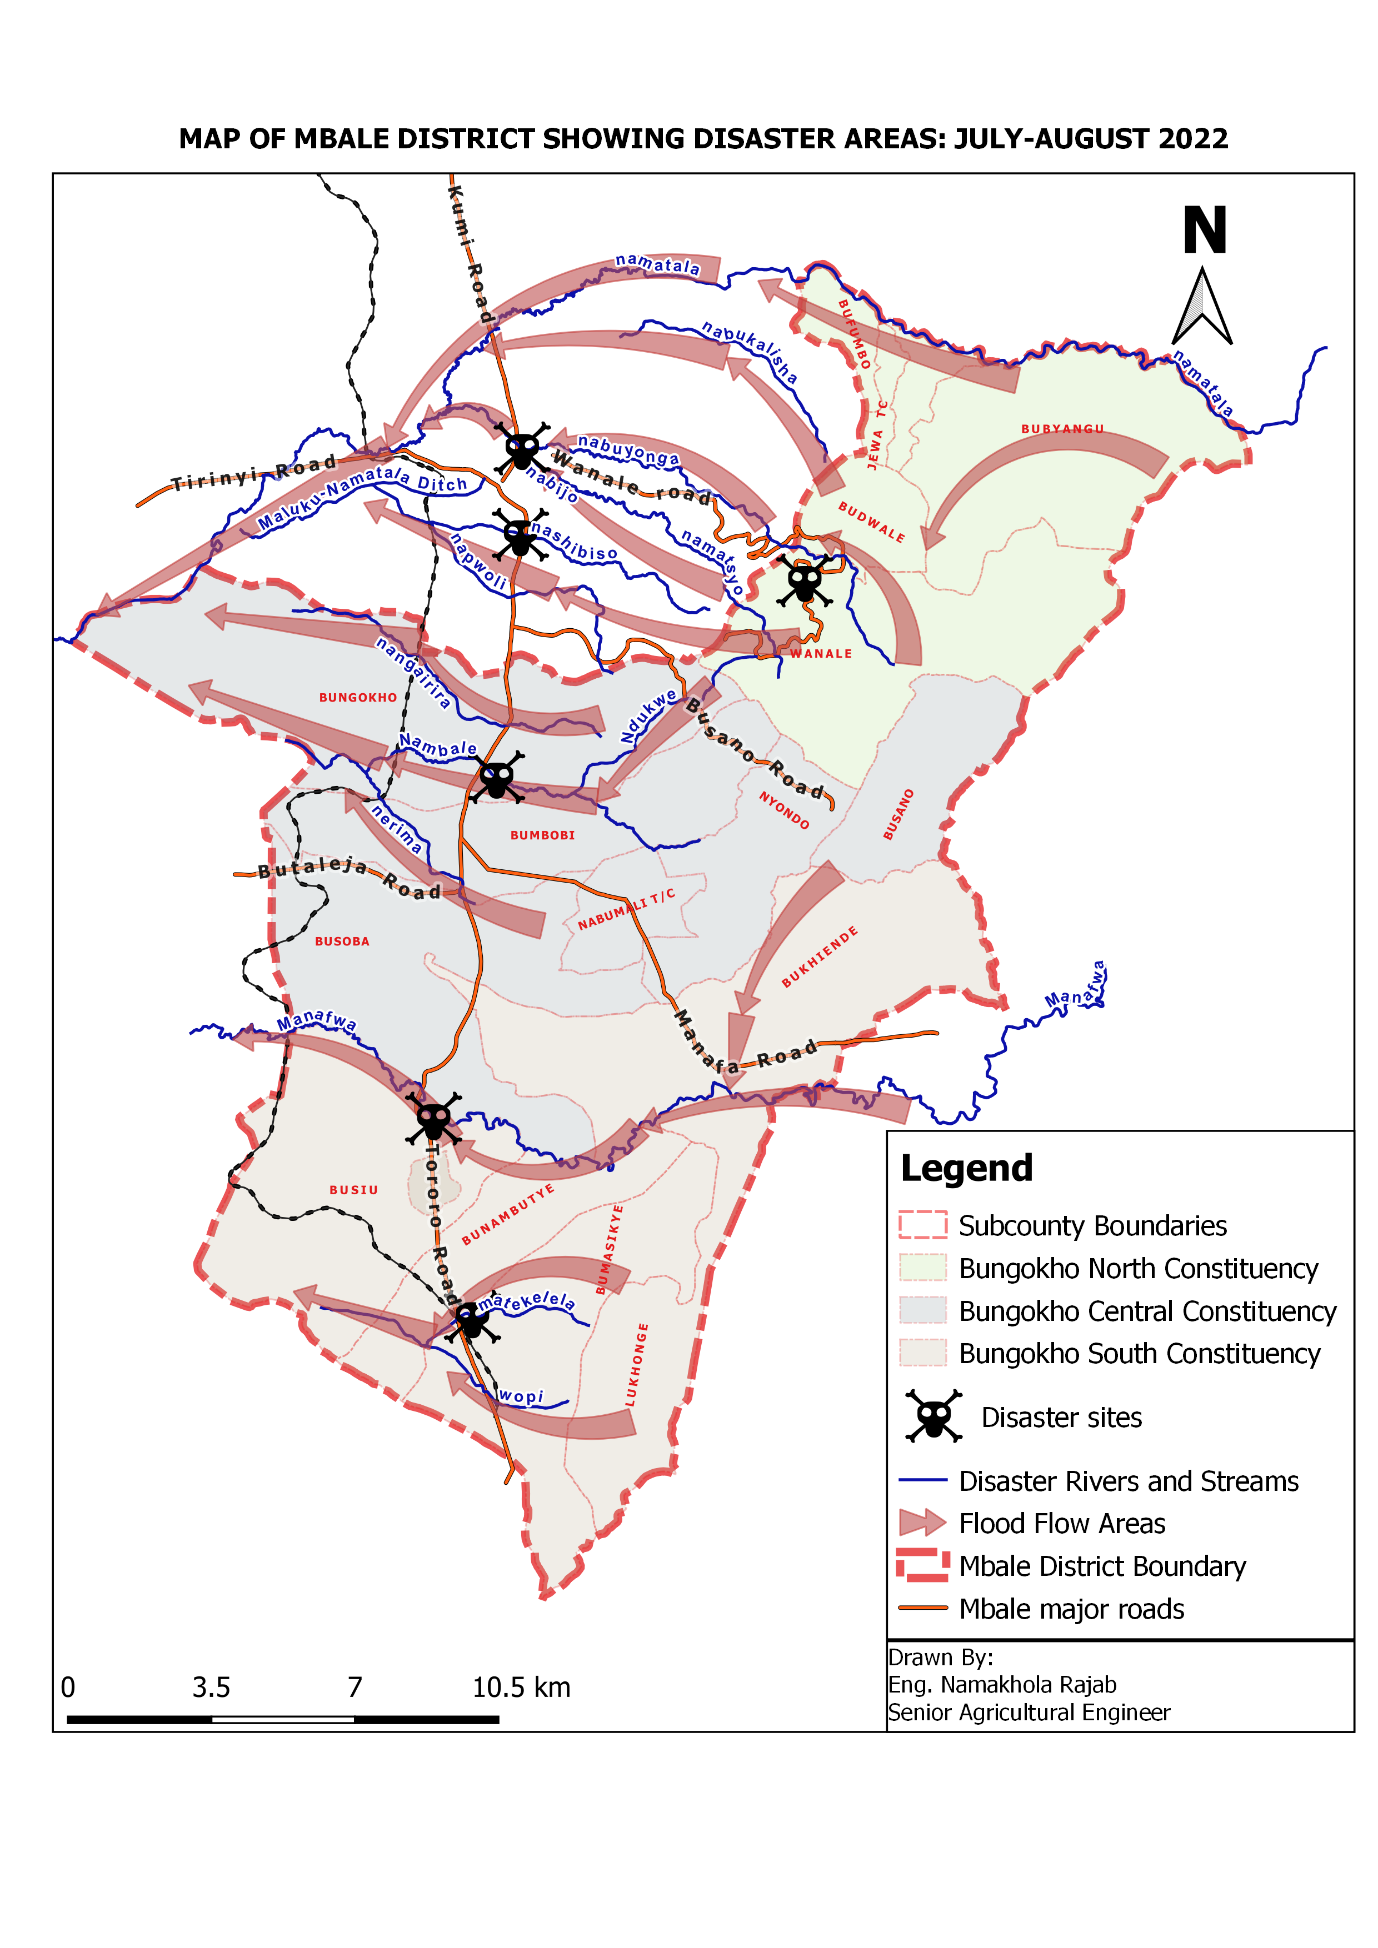 MAP OF MBALE DISTRICT SHOWING DISASTER AREAS: JULY-AUGUST 2022
N
Kumi Road
namatala
nabukalisha
BUFUMBO
namatala
JEWA TC
BUBYANGU
nabuyonga
Wanale road
Tirinyi Road
Maluku-Namatala Ditch
nabijo
BUDWALE
nashibiso
namatsyo
napwoli
WANALE
nangairira
BUNGOKHO
Ndukwe
Busano Road
Nambale
NYONDO
BUSANO
nerima
BUMBOBI
Butaleja Road
NABUMALI T/C
BUSOBA
BUKHIENDE
Manafwa
Manafwa
Manafa Road
Tororo Road
BUSIU
BUNAMBUTYE
BUMASIKYE
matekelela
LUKHONGE
wopi
Legend
Subcounty Boundaries
Bungokho North Constituency
Bungokho Central Constituency
Bungokho South Constituency
Disaster sites
Disaster Rivers and Streams
Flood Flow Areas
Mbale District Boundary
Mbale major roads
Drawn By:
Eng. Namakhola Rajab
Senior Agricultural Engineer
0 3.5 7 10.5 km